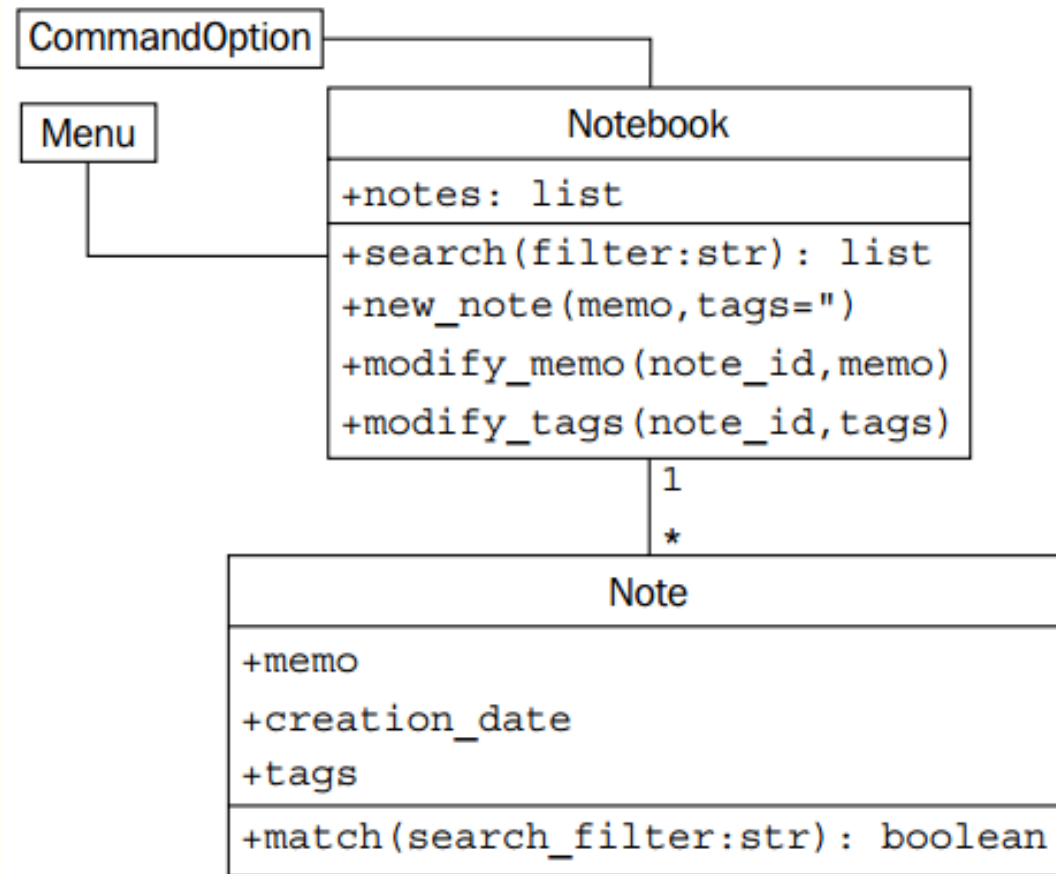 CommandOption
Menu
Notebook
+notes: list
+search(filter:str): list
+new_note(memo,tags=")
+modify_memo(note_id,memo)
+modify_tags(note_id,tags)
1
*
Note
+memo
+creation_date
+tags
+match(search_filter:str): boolean